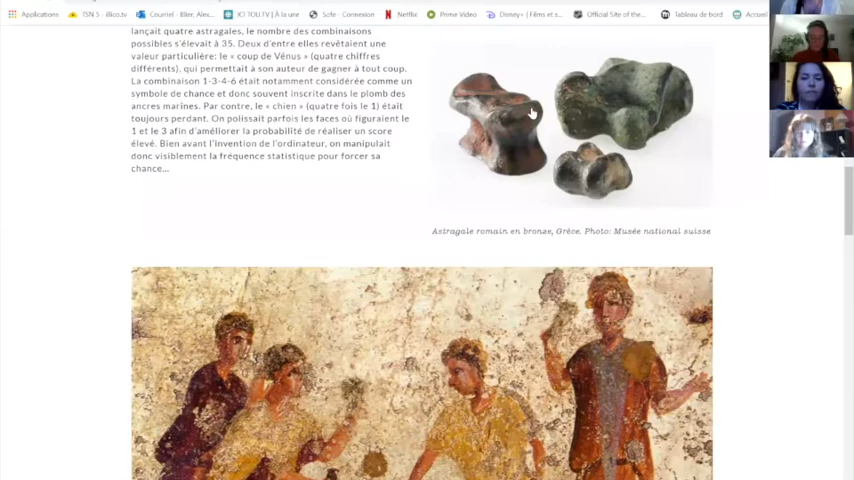 Applications
TSN 5 - illico.tv
Courriel - Blier, Alex...
ICI TOU.TV | À la une
Sofe - Connexion
Netflix
Prime Video
Disney+ | Films et s...
Official Site of the...
Tableau de bord
Accueil
lançait quatre astragales, le nombre des combinaisons
possibles s'élevait à 35. Deux d'entre elles revêtaient une
valeur particulière: le « coup de Vénus » (quatre chiffres
différents), qui permettait à son auteur de gagner à tout coup.
La combinaison 1-3-4-6 était notamment considérée comme un
symbole de chance et donc souvent inscrite dans le plomb des
ancres marines. Par contre, le « chien » (quatre fois le 1) était
toujours perdant. On polissait parfois les faces où figuraient le
1 et le 3 afin d'améliorer la probabilité de réaliser un score
élevé. Bien avant l'invention de l'ordinateur, on manipulait
donc visiblement la fréquence statistique pour forcer sa
chance...
Astragale romain en bronze, Grèce. Photo: Musée national suisse